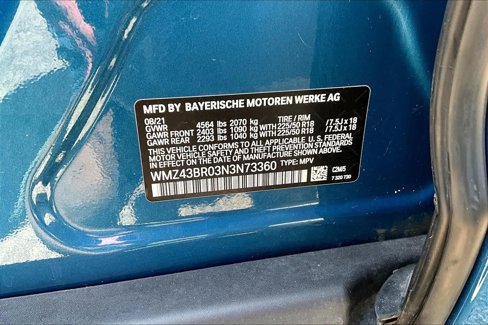 MFD BY BAYERISCHE MOTOREN WERKE AG
08/21 TIRE / RIM
GVWR 4564 lbs 2070 kg
GAWR FRONT 2403 lbs 1090 kg WITH 225/50 R18 /7.5J x 18
GAWR REAR 2293 lbs 1040 kg WITH 225/50 R18 /7.5J x 18
THIS VEHICLE CONFORMS TO ALL APPLICABLE U. S. FEDERAL
MOTOR VEHICLE SAFETY AND THEFT PREVENTION STANDARDS
IN EFFECT ON THE DATE OF MANUFACTURE SHOWN ABOVE.
WMZ43BR03N3N73360 TYPE: MPV
7 320 730